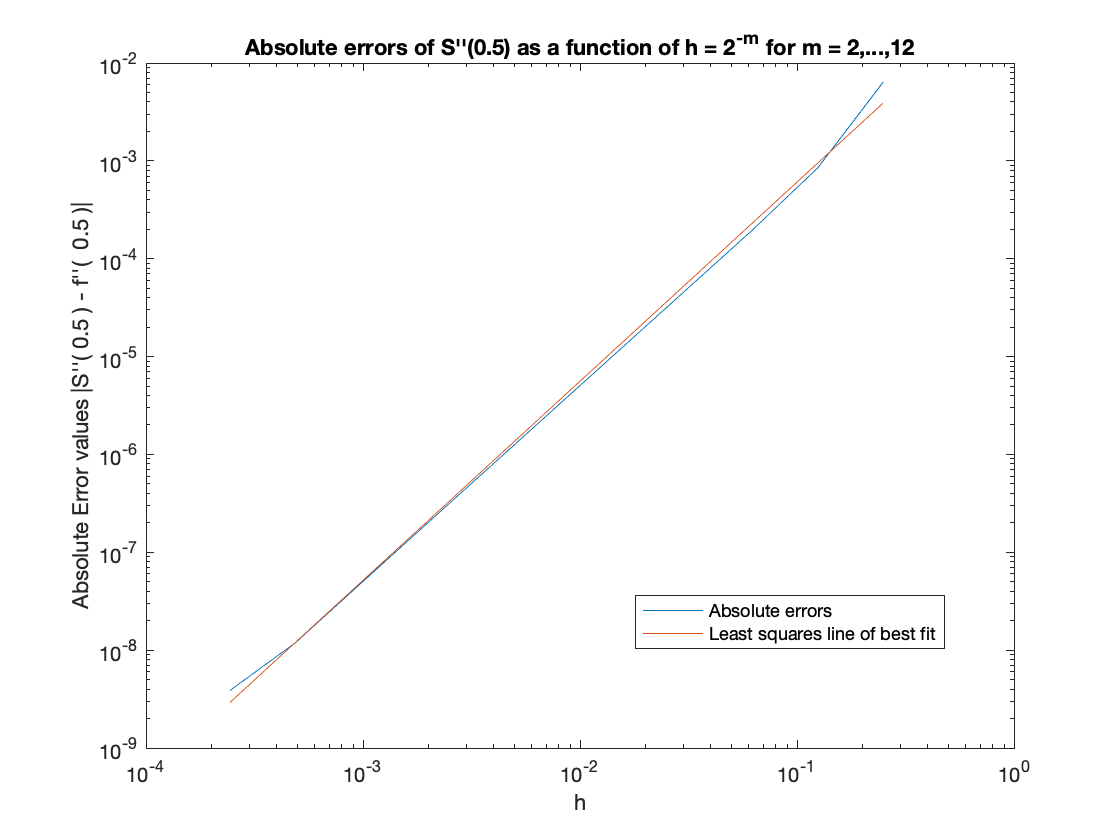 Absolute errors of S''(0.5) as a function of h = 2^-m for m = 2,...,12
10^-2
10^-3
10^-4
10^-5
10^-6
10^-7
10^-8
10^-9
Absolute Error values |S''( 0.5 ) - f''( 0.5 )|
Absolute errors
Least squares line of best fit
10^-4 10^-3 10^-2 10^-1 10^0
h